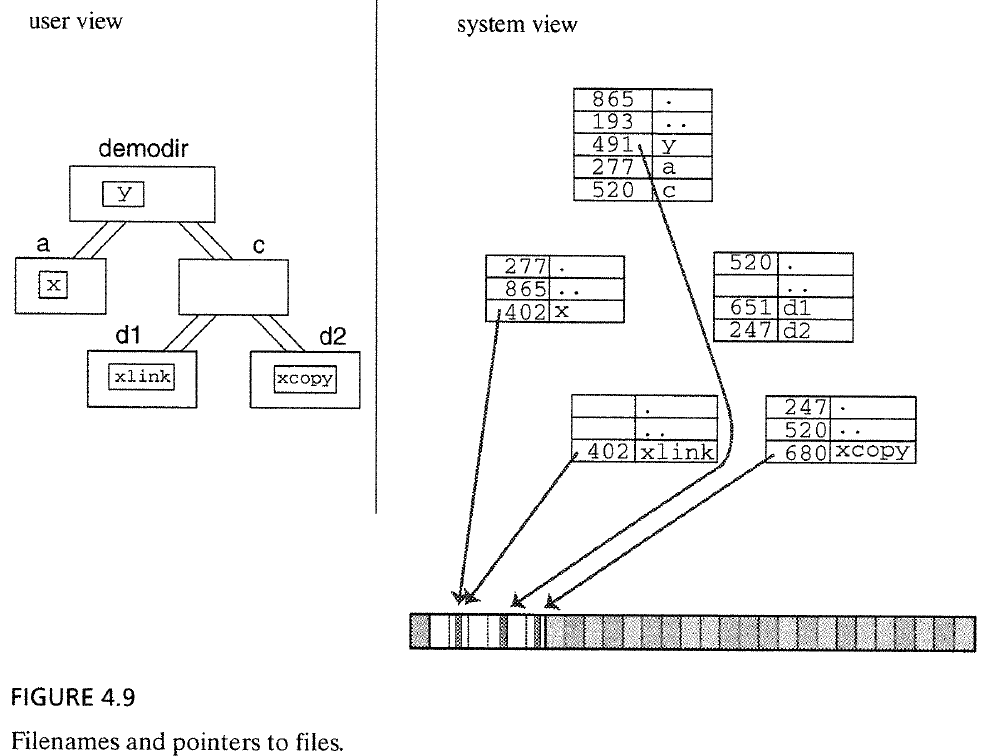 user view
system view
demodir
y
a
c
x
d1
d2
xlink
xcopy
865 .
193 ..
491 y
277 a
520 c
277 .
865 ..
402 x
520 .
..
651 d1
247 d2
.
..
402 xlink
247 .
520 ..
680 xcopy
FIGURE 4.9
Filenames and pointers to files.